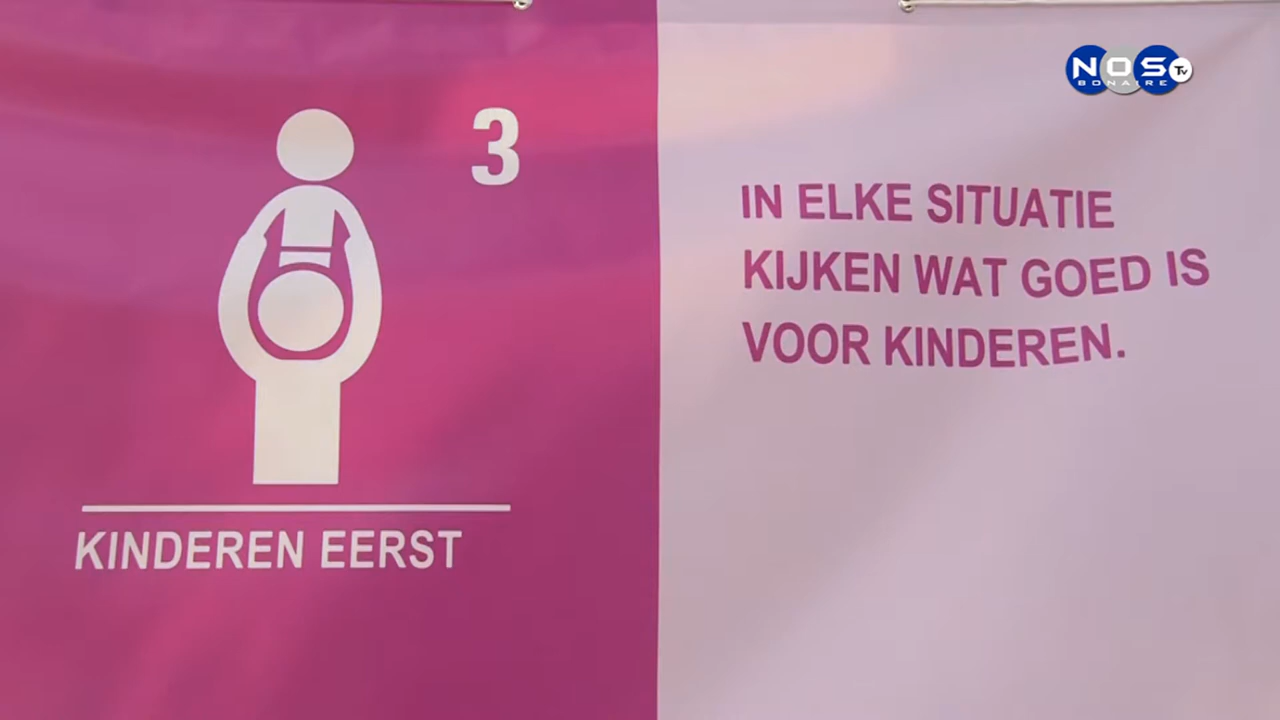 NOS TV
BONAIRE
3
KINDEREN EERST
IN ELKE SITUATIE
KIJKEN WAT GOED IS
VOOR KINDEREN.